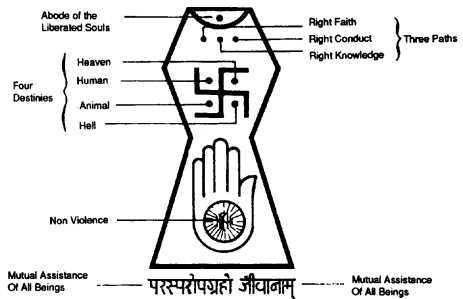 Abode of the
Liberated Souls
Right Faith
Right Conduct
Right Knowledge
Three Paths
Four
Destinies
Heaven
Human
Animal
Hell
Non Violence
Mutual Assistance
Of All Beings
परस्परोपग्रहो जीवानाम्
Mutual Assistance
Of All Beings